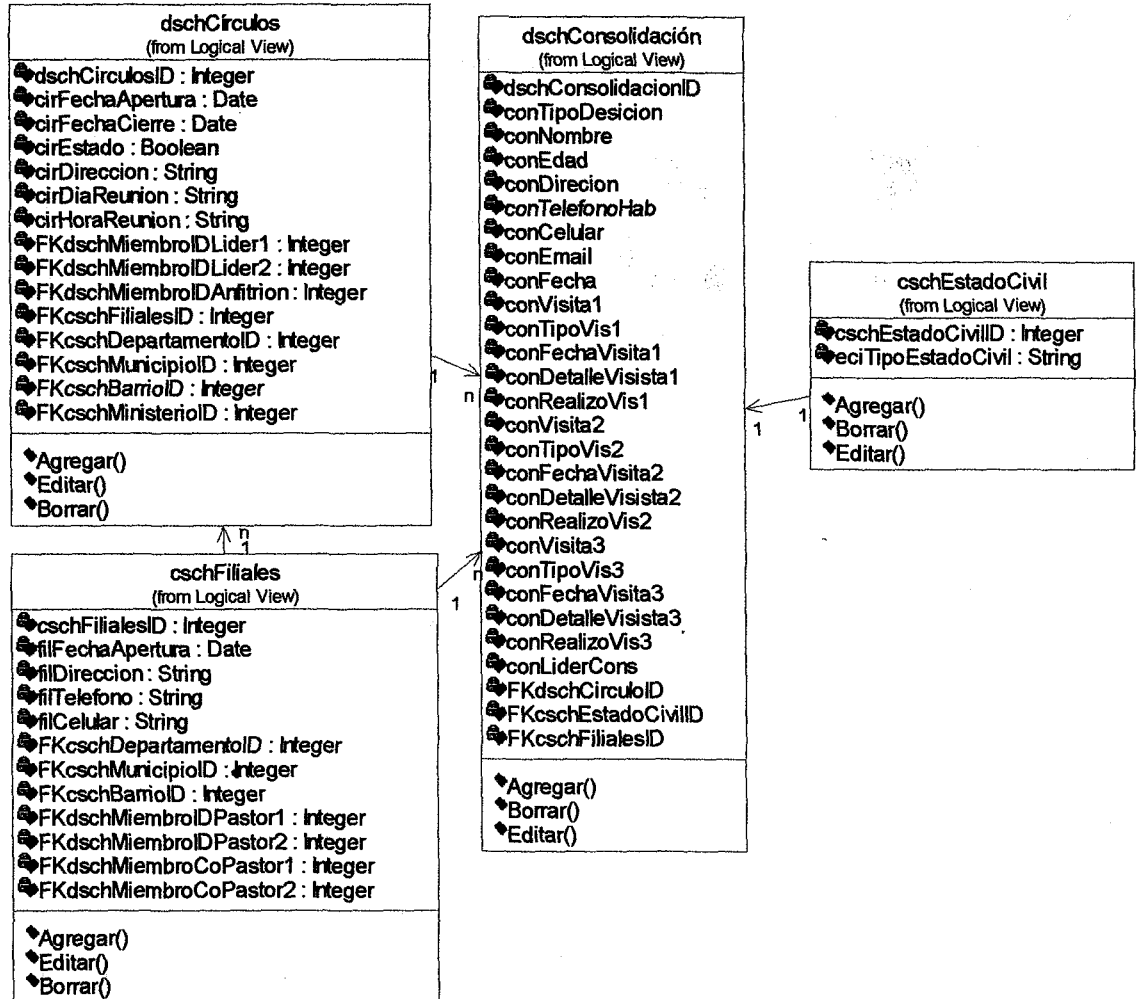 dschCírculos
(from Logical View)
dschCirculosID : Integer
cirFechaApertura : Date
cirFechaCierre : Date
cirEstado : Boolean
cirDireccion : String
cirDiaReunion : String
cirHoraReunion : String
FKdschMiembroIDLider1 : Integer
FKdschMiembroIDLider2 : Integer
FKdschMiembroIDAnfitrion : Integer
FKcschFilialesID : Integer
FKcschDepartamentoID : Integer
FKcschMunicipioID : Integer
FKcschBarrioID : Integer
FKcschMinisterioID : Integer
Agregar()
Editar()
Borrar()
1
n
n
1
cschFiliales
(from Logical View)
cschFilialesID : Integer
filFechaApertura : Date
filDireccion : String
filTelefono : String
filCelular : String
FKcschDepartamentoID : Integer
FKcschMunicipioID : Integer
FKcschBarrioID : Integer
FKdschMiembroIDPastor1 : Integer
FKdschMiembroIDPastor2 : Integer
FKdschMiembroCoPastor1 : Integer
FKdschMiembroCoPastor2 : Integer
Agregar()
Editar()
Borrar()
1
n
dschConsolidación
(from Logical View)
dschConsolidacionID
conTipoDesicion
conNombre
conEdad
conDirecion
conTelefonoHab
conCelular
conEmail
conFecha
conVisita1
conTipoVis1
conFechaVisita1
conDetalleVisista1
conRealizoVis1
conVisita2
conTipoVis2
conFechaVisita2
conDetalleVisista2
conRealizoVis2
conVisita3
conTipoVis3
conFechaVisita3
conDetalleVisista3
conRealizoVis3
conLiderCons
FKdschCirculoID
FKcschEstadoCivilID
FKcschFilialesID
Agregar()
Borrar()
Editar()
1
1
cschEstadoCivil
(from Logical View)
cschEstadoCivilID : Integer
eciTipoEstadoCivil : String
Agregar()
Borrar()
Editar()